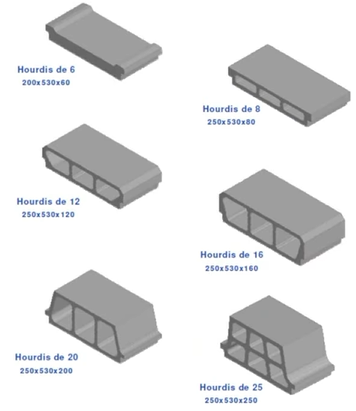 Hourdis de 6
200x530x60
Hourdis de 8
250x530x80
Hourdis de 12
250x530x120
Hourdis de 16
250x530x160
Hourdis de 20
250x530x200
Hourdis de 25
250x530x250